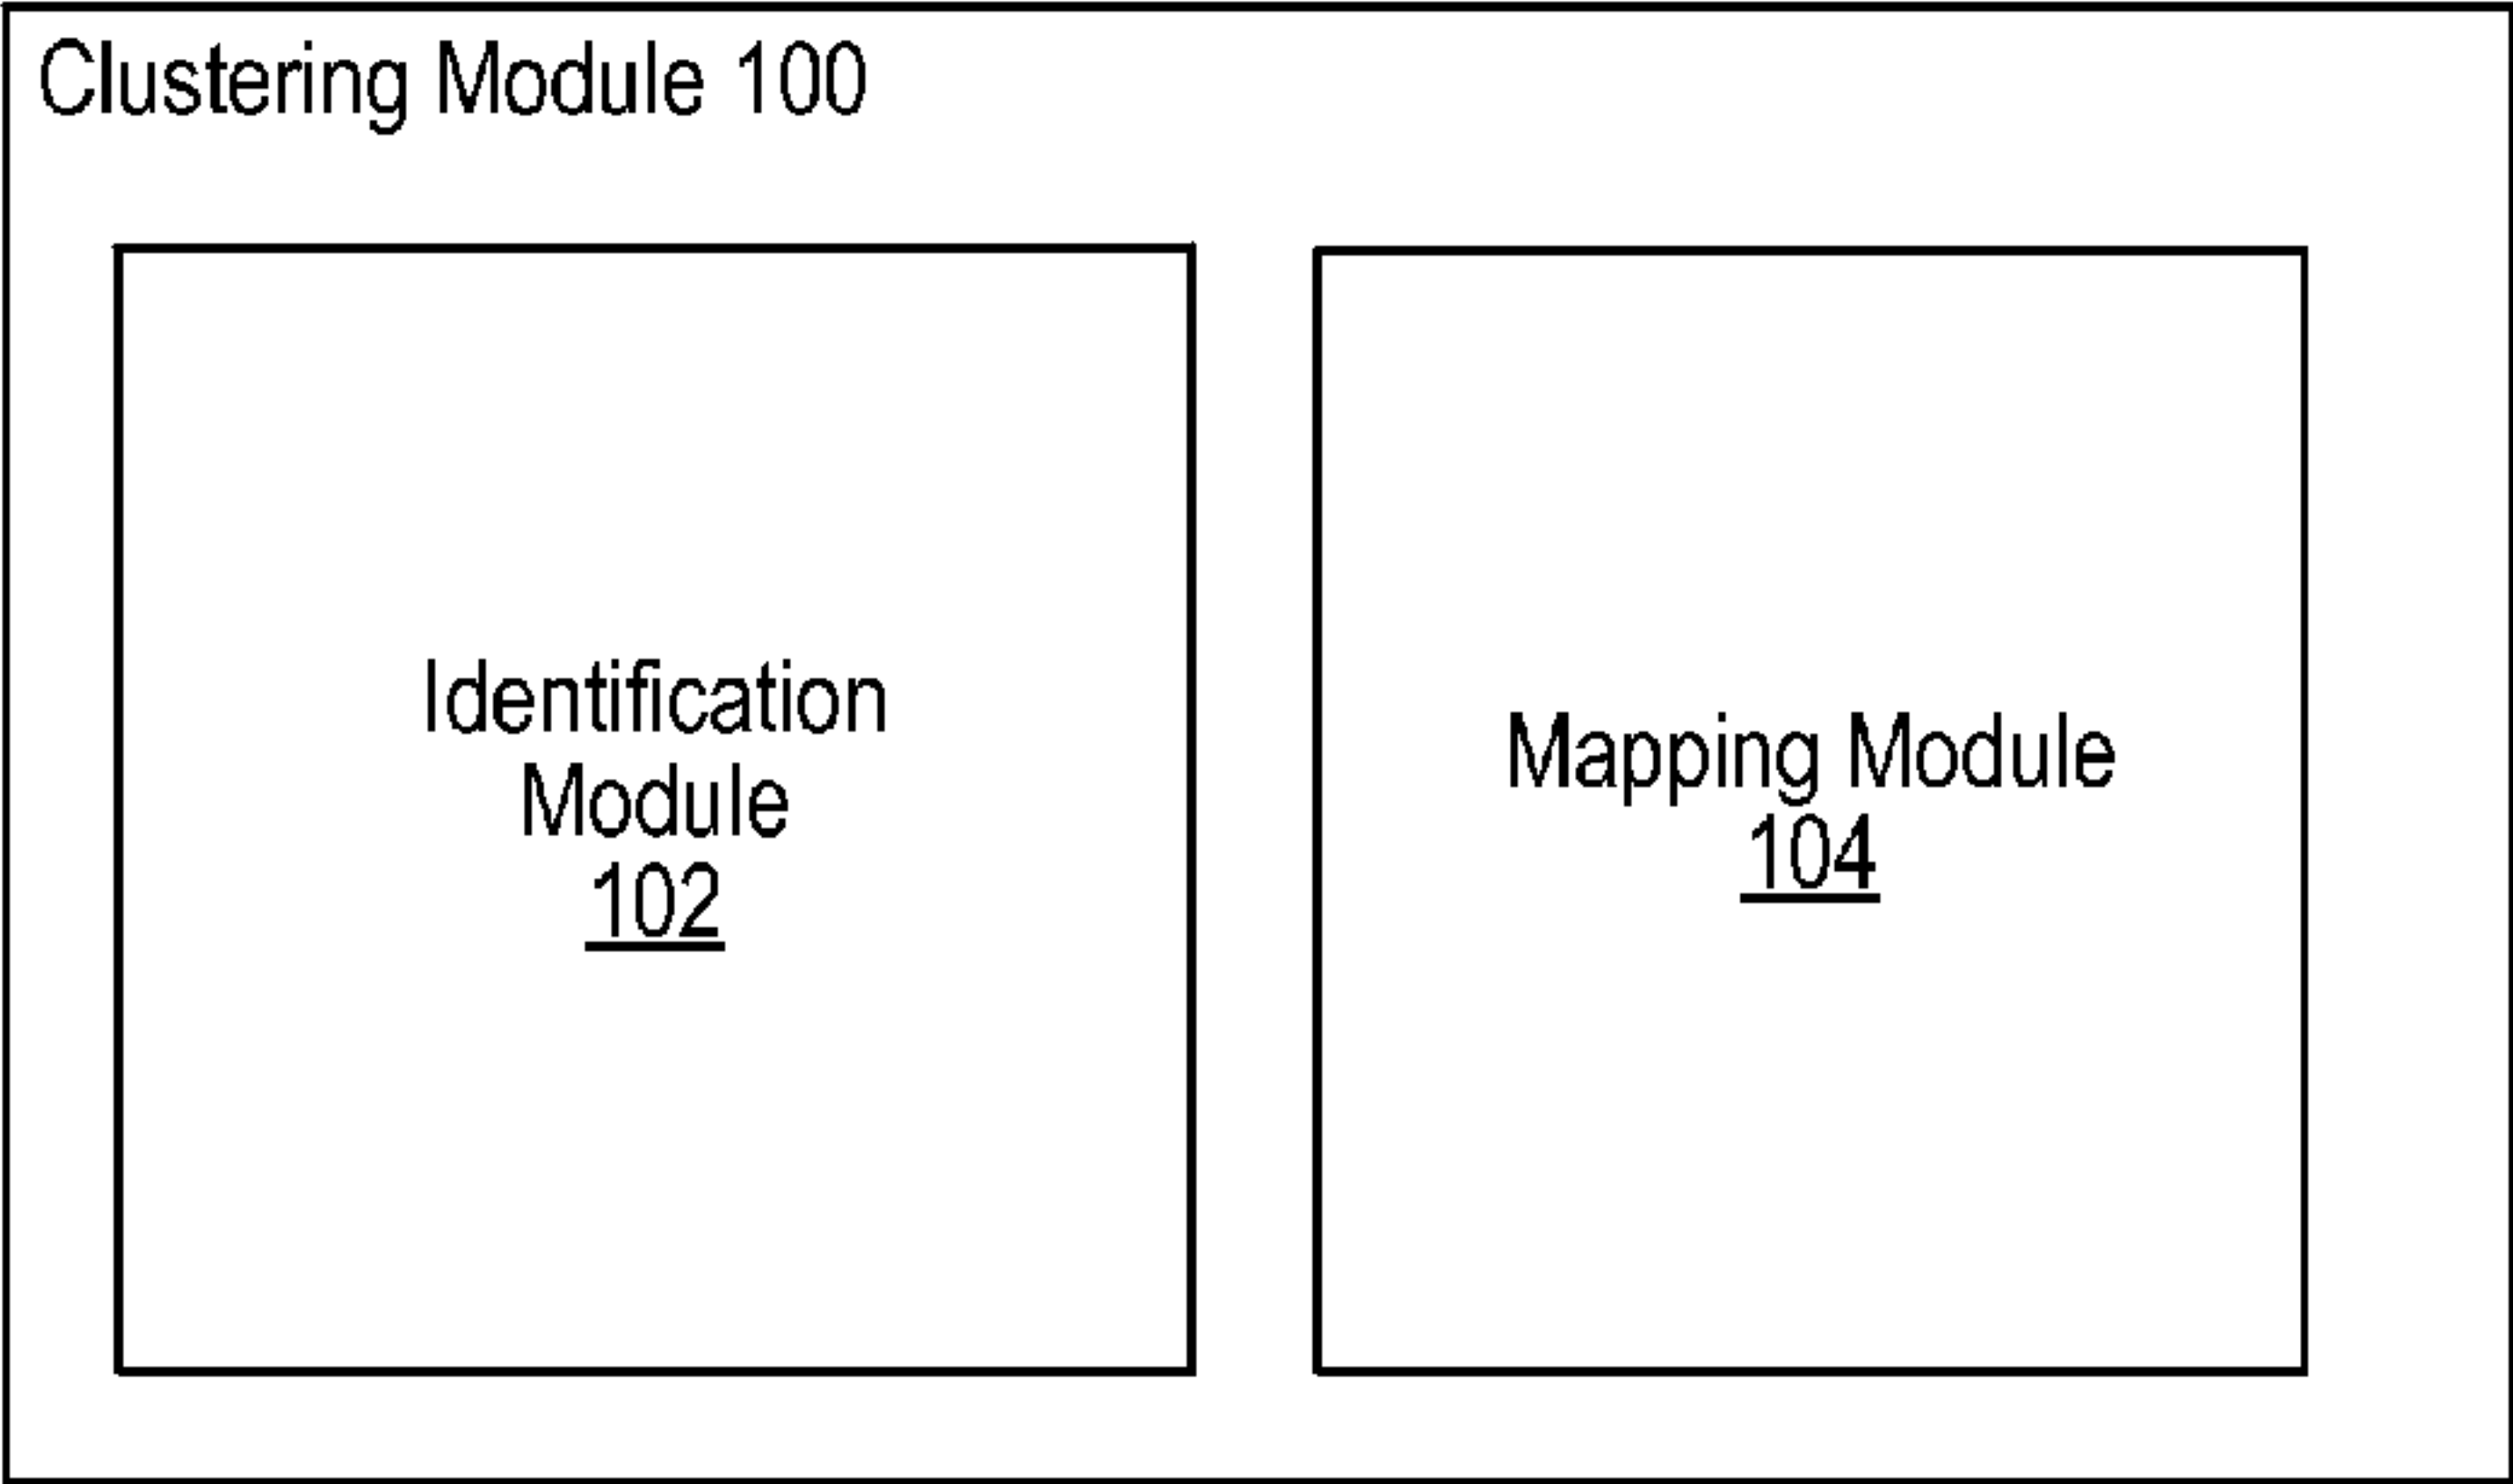 Clustering Module 100
Identification
Module
102
Mapping Module
104